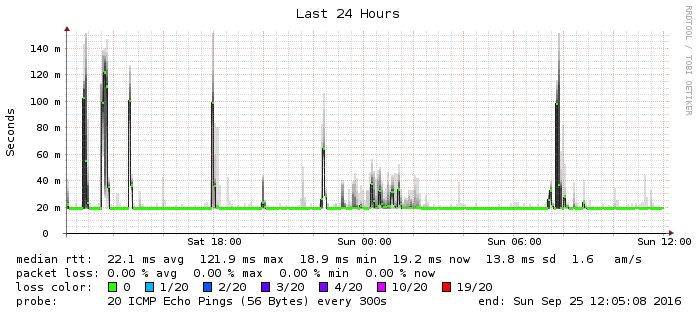 Last 24 Hours
RRDTOOL / TOBI OETIKER
Seconds
140 m
120 m
100 m
80 m
60 m
40 m
20 m
0
Sat 18:00 Sun 00:00 Sun 06:00 Sun 12:00
median rtt: 22.1 ms avg 121.9 ms max 18.9 ms min 19.2 ms now 13.8 ms sd 1.6 am/s
packet loss: 0.00 % avg 0.00 % max 0.00 % min 0.00 % now
loss color: 0 1/20 2/20 3/20 4/20 10/20 19/20
probe: 20 ICMP Echo Pings (56 Bytes) every 300s end: Sun Sep 25 12:05:08 2016